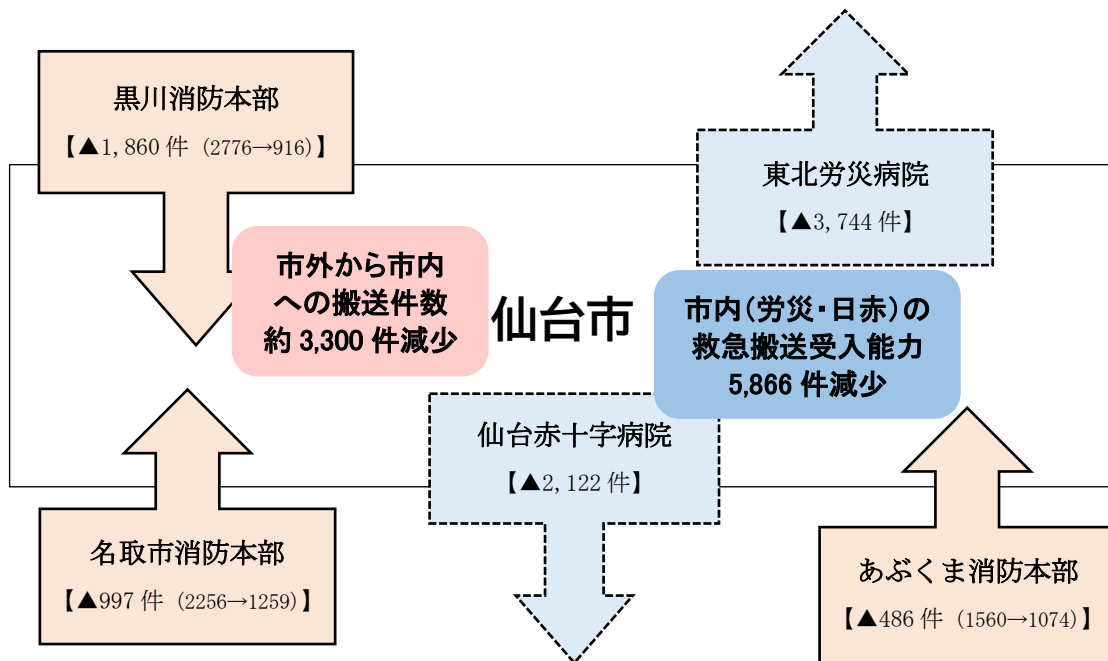 黒川消防本部
【▲1,860 件（2776→916）】
東北労災病院
【▲3,744 件】
市外から市内
への搬送件数
約 3,300 件減少
仙台市
市内（労災・日赤）の
救急搬送受入能力
5,866 件減少
仙台赤十字病院
【▲2,122 件】
名取市消防本部
【▲997 件（2256→1259）】
あぶくま消防本部
【▲486 件（1560→1074）】